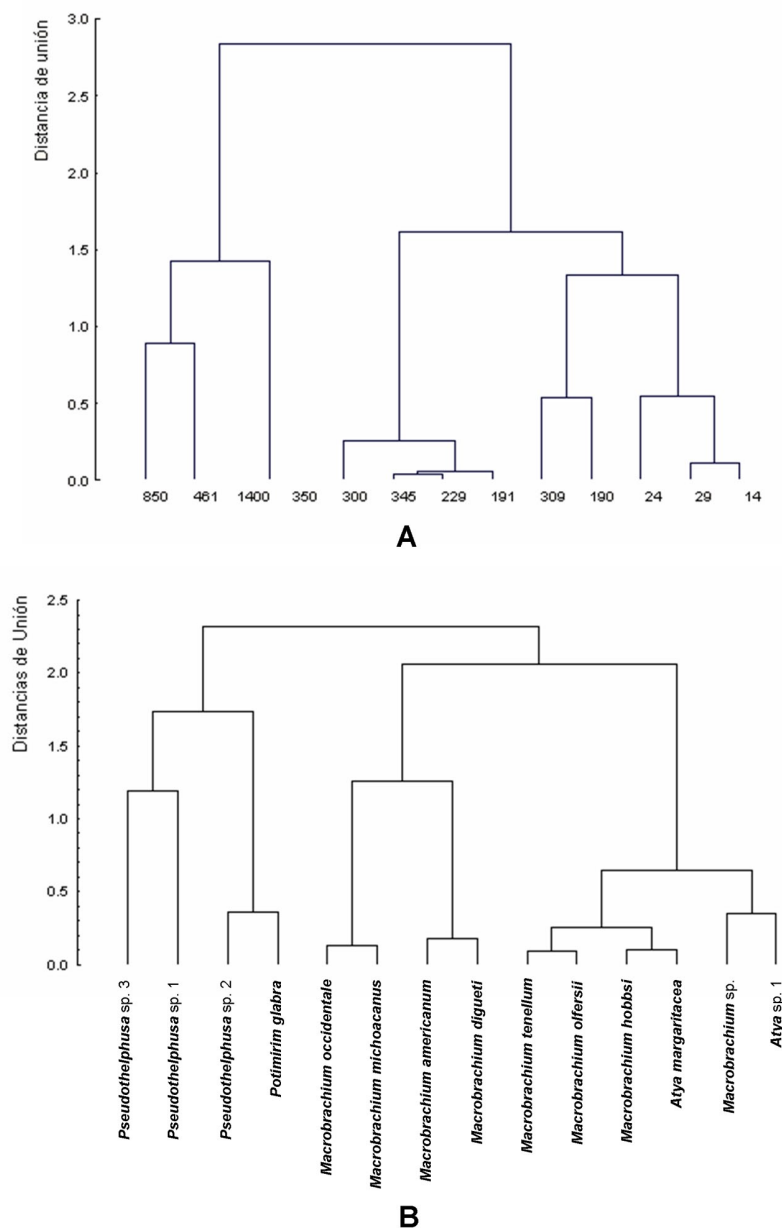 Distancia de unión
3.0
2.5
2.0
1.5
1.0
0.5
0.0
850 461 1400 350 300 345 229 191 309 190 24 29 14
A
Distancias de Unión
2.5
2.0
1.5
1.0
0.5
0.0
Pseudothelphusa sp. 3
Pseudothelphusa sp. 1
Pseudothelphusa sp. 2
Potimirim glabra
Macrobrachium occidentale
Macrobrachium michoacanus
Macrobrachium americanum
Macrobrachium digueti
Macrobrachium tenellum
Macrobrachium olfersii
Macrobrachium hobbsi
Atya margaritacea
Macrobrachium sp.
Atya sp. 1
B